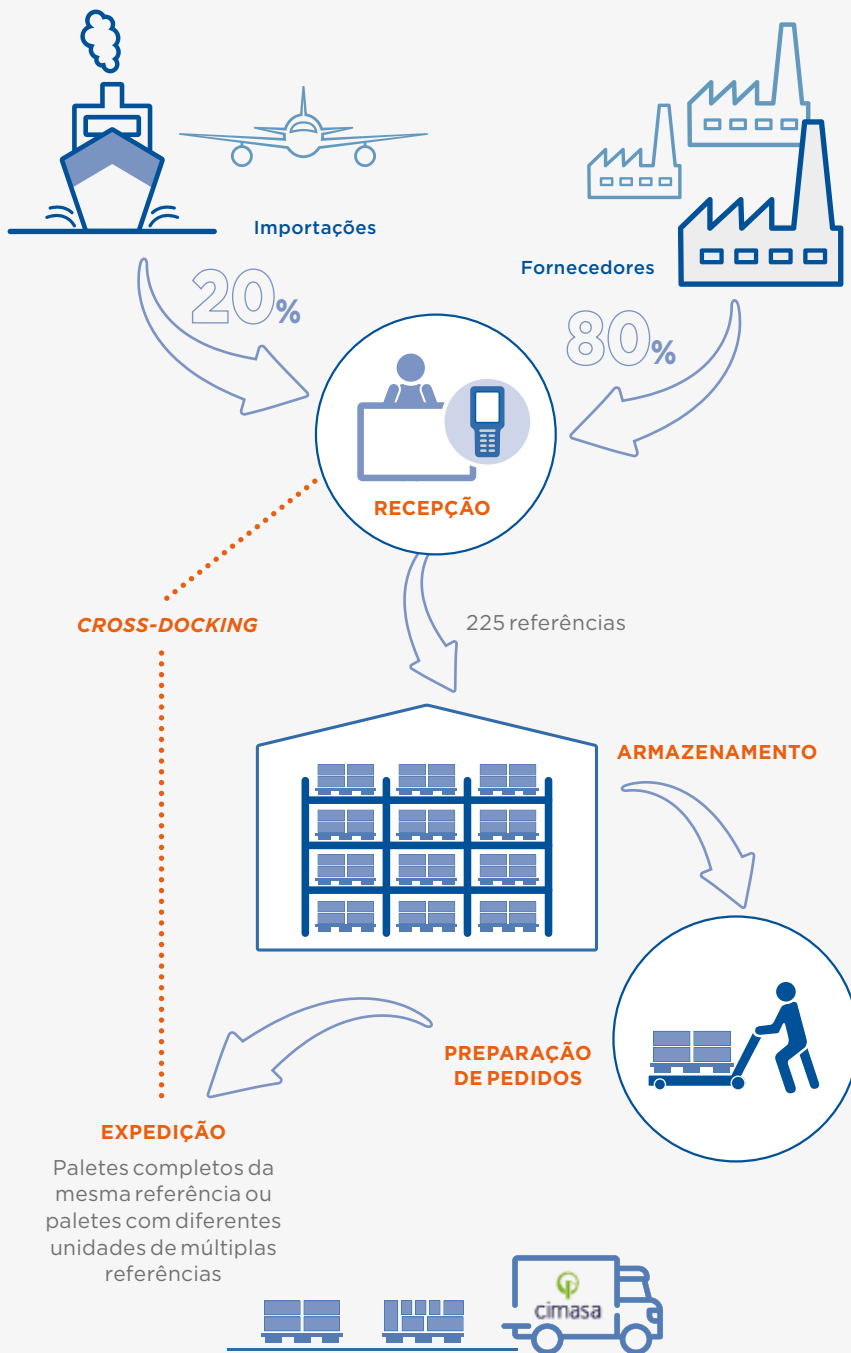 Importações
20%
Fornecedores
80%
RECEPÇÃO
CROSS-DOCKING
225 referências
ARMAZENAMENTO
PREPARAÇÃO
DE PEDIDOS
EXPEDIÇÃO
Paletes completos da
mesma referência ou
paletes com diferentes
unidades de múltiplas
referências
cimasa